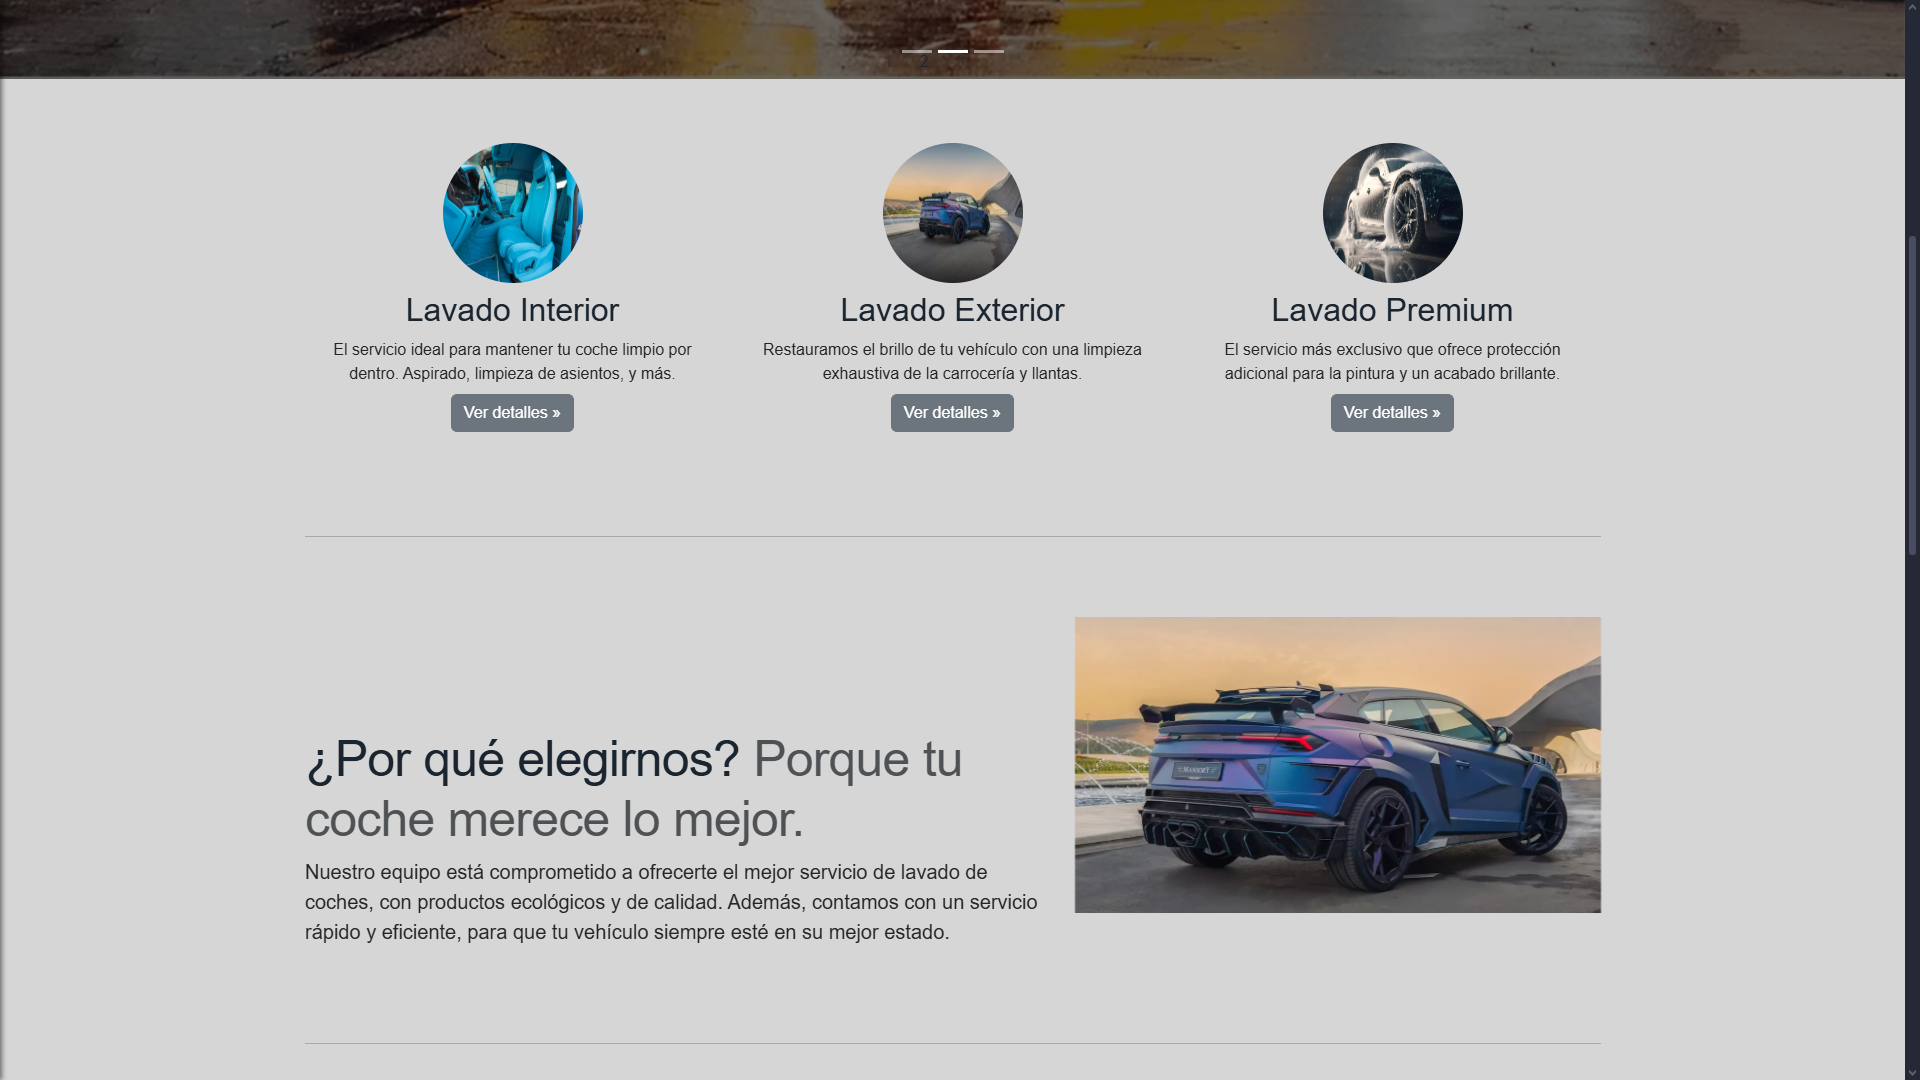 2
Lavado Interior
El servicio ideal para mantener tu coche limpio por
dentro. Aspirado, limpieza de asientos, y más.
Ver detalles »
Lavado Exterior
Restauramos el brillo de tu vehículo con una limpieza
exhaustiva de la carrocería y llantas.
Ver detalles »
Lavado Premium
El servicio más exclusivo que ofrece protección
adicional para la pintura y un acabado brillante.
Ver detalles »
¿Por qué elegirnos? Porque tu
coche merece lo mejor.
Nuestro equipo está comprometido a ofrecerte el mejor servicio de lavado de
coches, con productos ecológicos y de calidad. Además, contamos con un servicio
rápido y eficiente, para que tu vehículo siempre esté en su mejor estado.
MANSORY